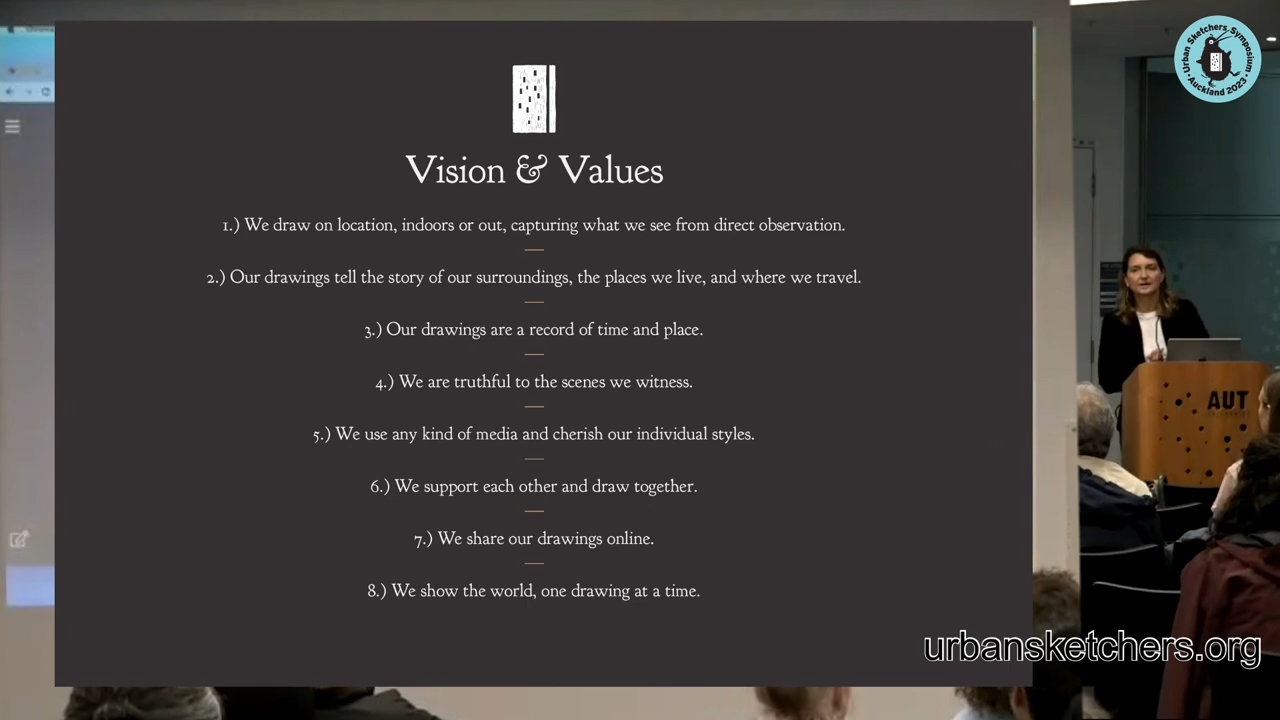 Urban Sketchers Symposium
Auckland 2023
Vision & Values
1.) We draw on location, indoors or out, capturing what we see from direct observation.
2.) Our drawings tell the story of our surroundings, the places we live, and where we travel.
3.) Our drawings are a record of time and place.
4.) We are truthful to the scenes we witness.
5.) We use any kind of media and cherish our individual styles.
6.) We support each other and draw together.
7.) We share our drawings online.
8.) We show the world, one drawing at a time.
AUT
urbansketchers.org